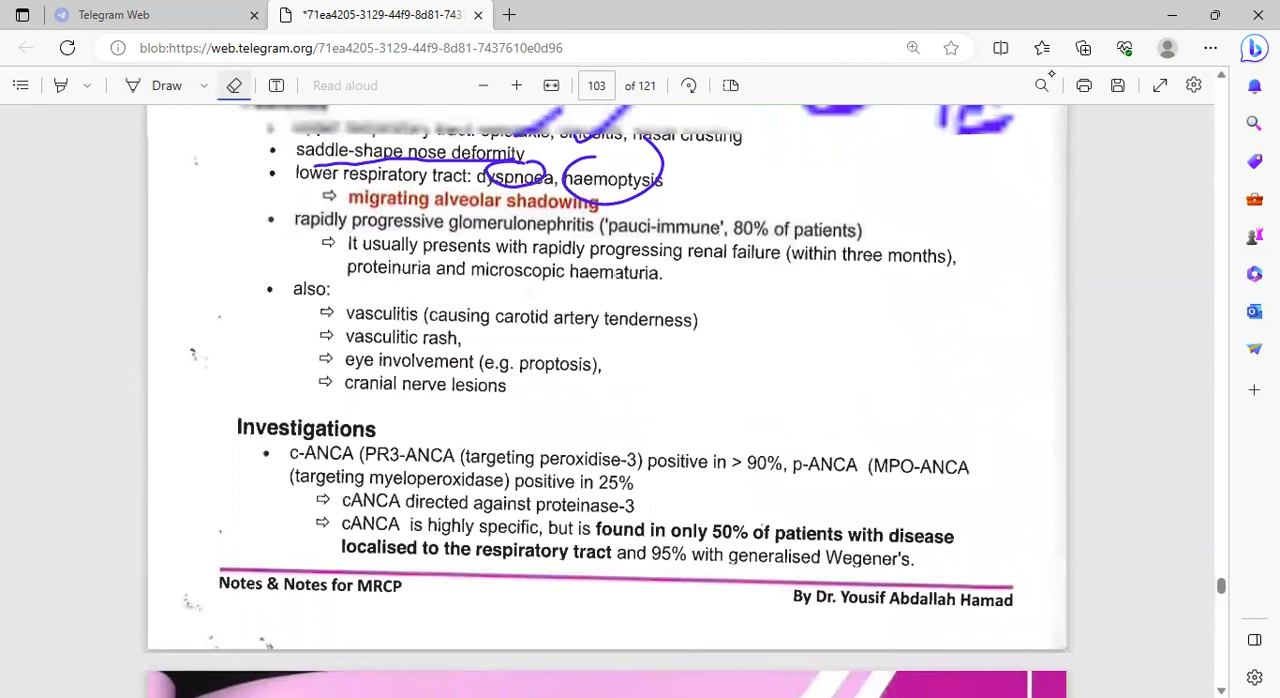 Telegram Web
*71ea4205-3129-44f9-8d81-743
blob:https://web.telegram.org/71ea4205-3129-44f9-8d81-7437610e0d96
Draw
Read aloud
103 of 121
nasal crusting
• saddle-shape nose deformity
• lower respiratory tract: dyspnoea, haemoptysis
⇨ migrating alveolar shadowing
• rapidly progressive glomerulonephritis ('pauci-immune', 80% of patients)
⇨ It usually presents with rapidly progressing renal failure (within three months),
proteinuria and microscopic haematuria.
• also:
⇨ vasculitis (causing carotid artery tenderness)
⇨ vasculitic rash,
⇨ eye involvement (e.g. proptosis),
⇨ cranial nerve lesions
Investigations
• c-ANCA (PR3-ANCA (targeting peroxidise-3) positive in > 90%, p-ANCA (MPO-ANCA
(targeting myeloperoxidase) positive in 25%
⇨ cANCA directed against proteinase-3
⇨ cANCA is highly specific, but is found in only 50% of patients with disease
localised to the respiratory tract and 95% with generalised Wegener's.
Notes & Notes for MRCP
By Dr. Yousif Abdallah Hamad